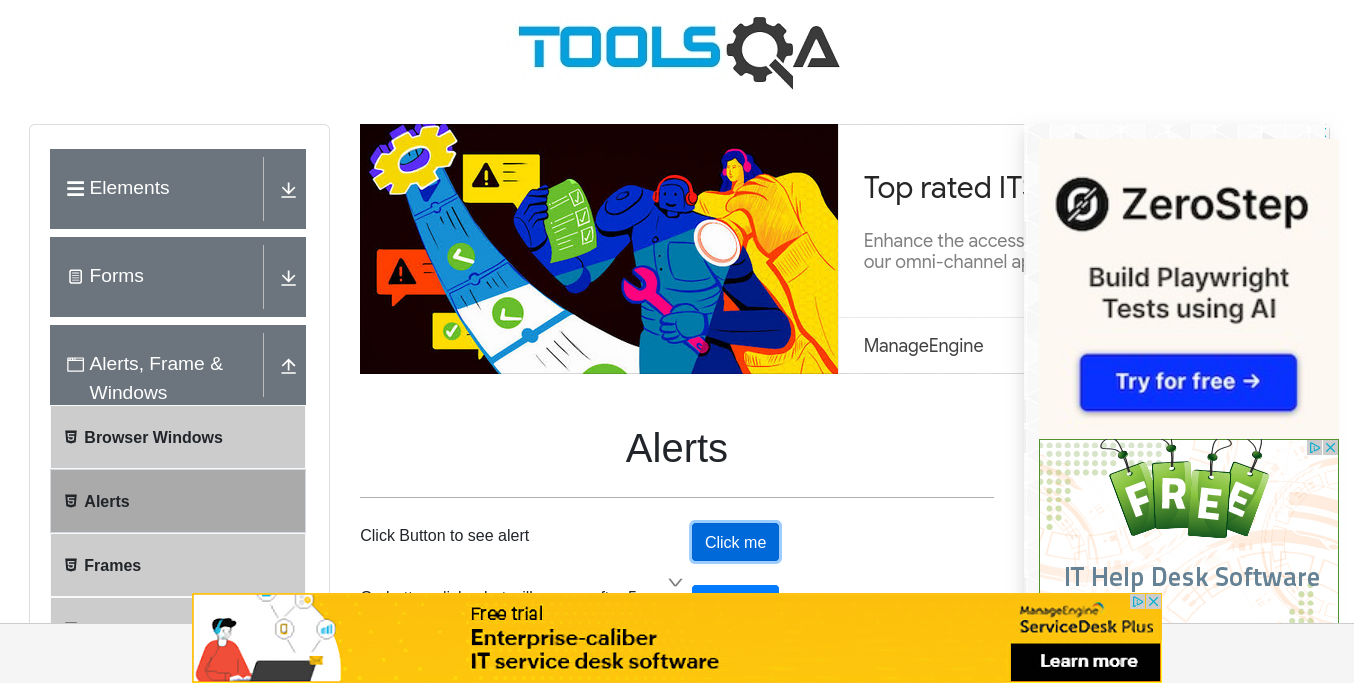 TOOLSQA
Elements
Forms
Alerts, Frame &
Windows
Browser Windows
Alerts
Frames
Top rated ITS
Enhance the access
our omni-channel ap
ManageEngine
Alerts
Click Button to see alert
Click me
ZeroStep
Build Playwright
Tests using AI
Try for free →
FREE
IT Help Desk Software
Free trial
Enterprise-caliber
IT service desk software
ManageEngine
ServiceDesk Plus
Learn more